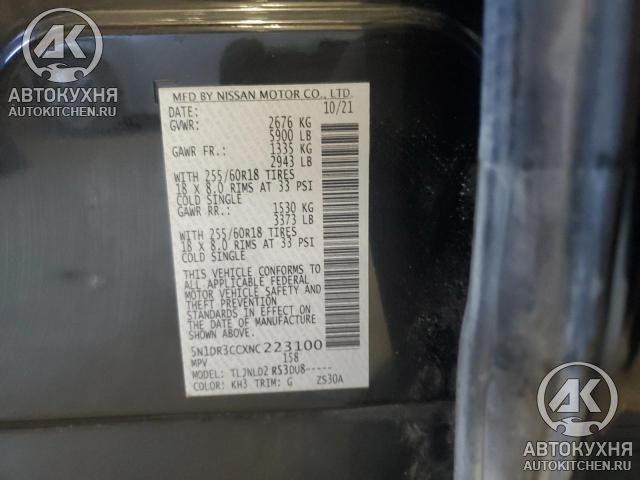 АК
АВТОКУХНЯ
AUTOKITCHEN.RU
MFD BY NISSAN MOTOR CO., LTD.
DATE: 10/21
GVWR: 2676 KG
5900 LB
GAWR FR.: 1335 KG
2943 LB
WITH 255/60R18 TIRES
18 X 8.0 RIMS AT 33 PSI
COLD SINGLE
GAWR RR.: 1530 KG
3373 LB
WITH 255/60R18 TIRES
18 X 8.0 RIMS AT 33 PSI
COLD SINGLE
THIS VEHICLE CONFORMS TO
ALL APPLICABLE FEDERAL
MOTOR VEHICLE SAFETY AND
THEFT PREVENTION
STANDARDS IN EFFECT ON
THE DATE OF MANUFACTURE
SHOWN ABOVE.
5N1DR3CCXNC223100
MPV 158
MODEL: TLJNLD2 RS3DU8-----
COLOR: KH3 TRIM: G ZS30A
АК
АВТОКУХНЯ
AUTOKITCHEN.RU